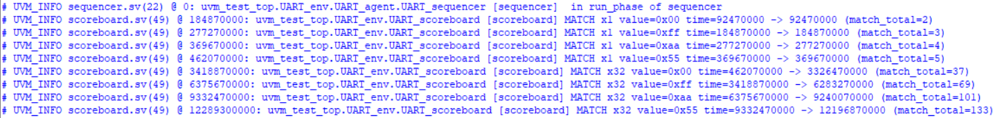 # UVM_INFO sequencer.sv(22) @ 0: uvm_test_top.UART_env.UART_agent.UART_sequencer [sequencer]  in run_phase of sequencer
# UVM_INFO scoreboard.sv(49) @ 184870000: uvm_test_top.UART_env.UART_scoreboard [scoreboard] MATCH x1 value=0x00 time=92470000 -> 92470000 (match_total=2)
# UVM_INFO scoreboard.sv(49) @ 277270000: uvm_test_top.UART_env.UART_scoreboard [scoreboard] MATCH x1 value=0xff time=184870000 -> 184870000 (match_total=3)
# UVM_INFO scoreboard.sv(49) @ 369670000: uvm_test_top.UART_env.UART_scoreboard [scoreboard] MATCH x1 value=0xaa time=277270000 -> 277270000 (match_total=4)
# UVM_INFO scoreboard.sv(49) @ 462070000: uvm_test_top.UART_env.UART_scoreboard [scoreboard] MATCH x1 value=0x55 time=369670000 -> 369670000 (match_total=5)
# UVM_INFO scoreboard.sv(49) @ 3418870000: uvm_test_top.UART_env.UART_scoreboard [scoreboard] MATCH x32 value=0x00 time=462070000 -> 3326470000 (match_total=37)
# UVM_INFO scoreboard.sv(49) @ 6375670000: uvm_test_top.UART_env.UART_scoreboard [scoreboard] MATCH x32 value=0xff time=3418870000 -> 6283270000 (match_total=69)
# UVM_INFO scoreboard.sv(49) @ 9332470000: uvm_test_top.UART_env.UART_scoreboard [scoreboard] MATCH x32 value=0xaa time=6375670000 -> 9240070000 (match_total=101)
# UVM_INFO scoreboard.sv(49) @ 12289300000: uvm_test_top.UART_env.UART_scoreboard [scoreboard] MATCH x32 value=0x55 time=9332470000 -> 12196870000 (match_total=133)